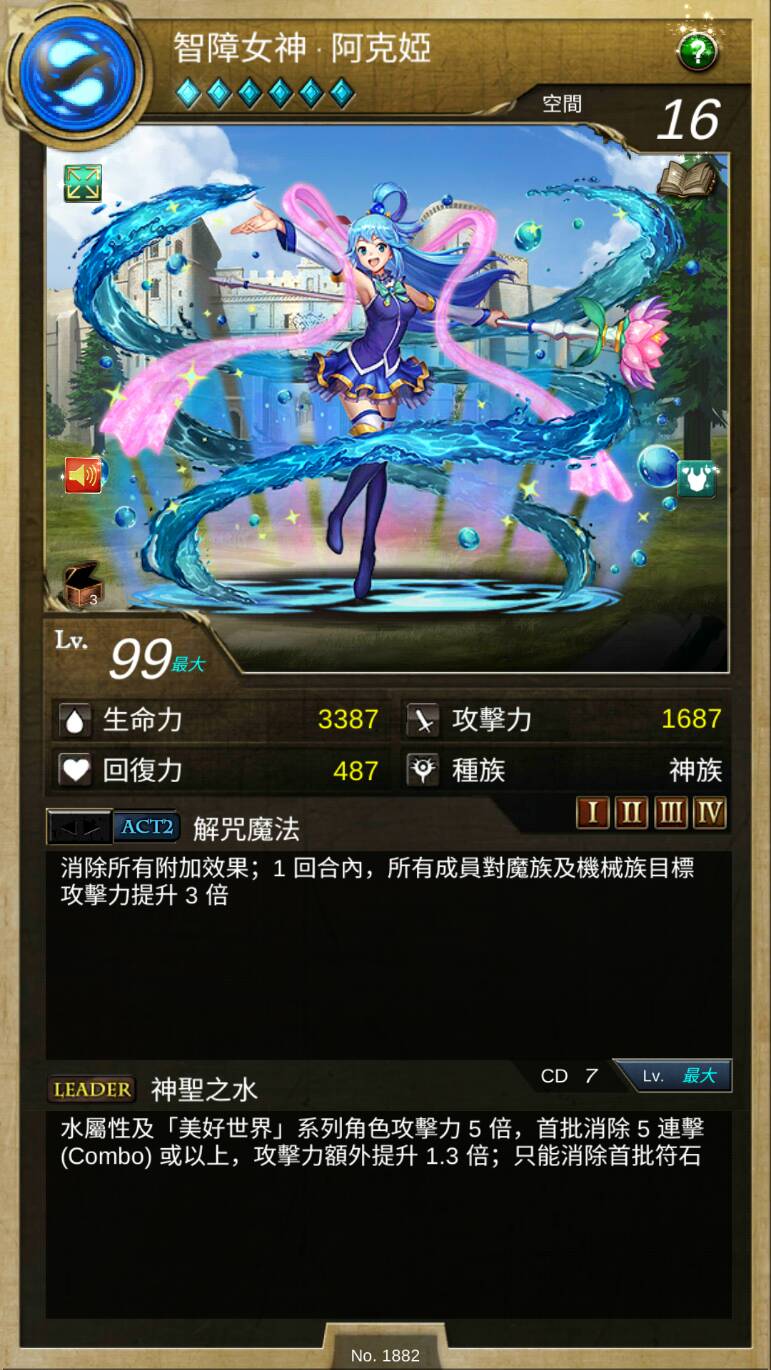 智障女神 · 阿克婭
空間 16
3
Lv. 99 最大
生命力 3387 攻擊力 1687
回復力 487 種族 神族
I II III IV
ACT2 解咒魔法
消除所有附加效果；1 回合內，所有成員對魔族及機械族目標
攻擊力提升 3 倍
CD 7 Lv. 最大
LEADER 神聖之水
水屬性及「美好世界」系列角色攻擊力 5 倍，首批消除 5 連擊
(Combo) 或以上，攻擊力額外提升 1.3 倍；只能消除首批符石
No. 1882